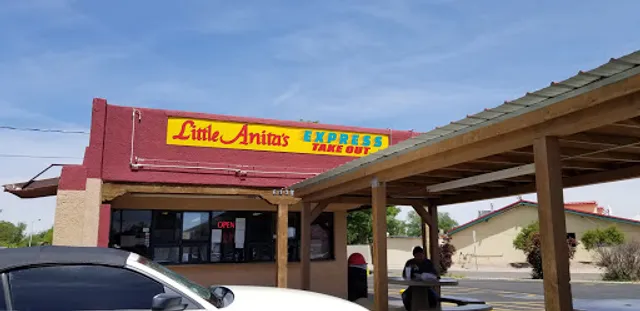 Little Anita's EXPRESS
TAKE OUT
OPEN